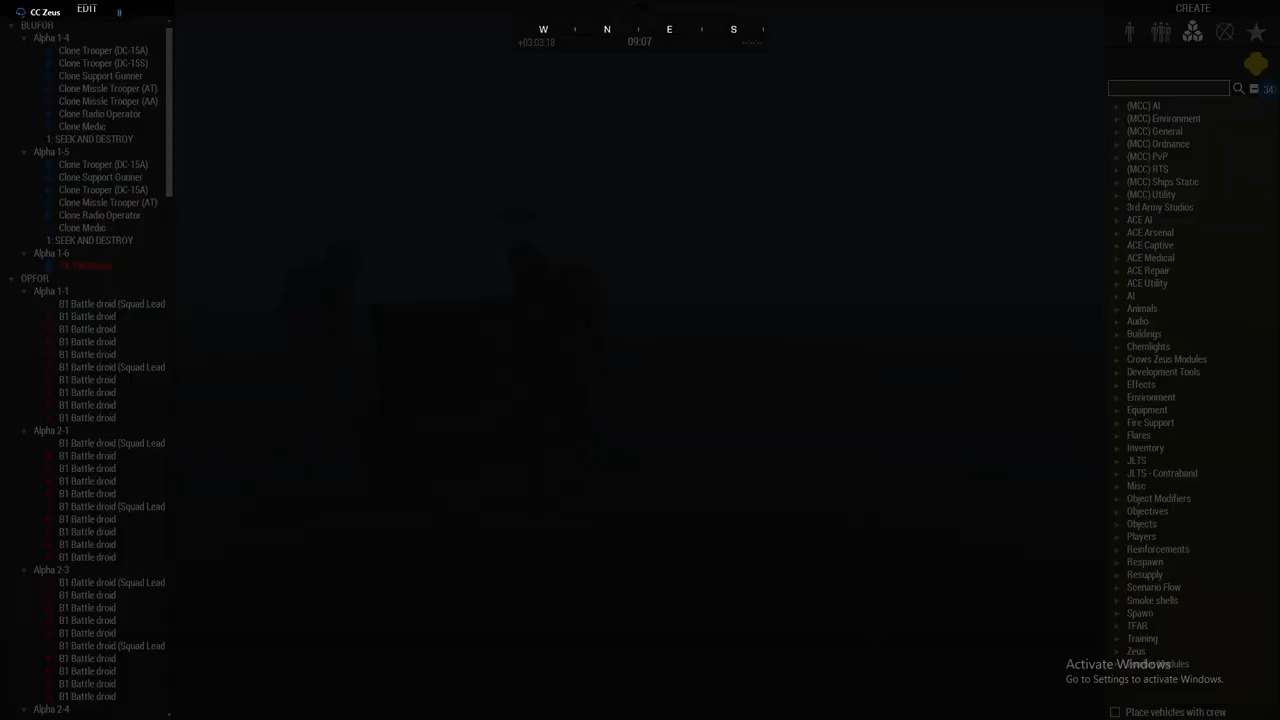 CC Zeus
EDIT
BLUFOR
Alpha 1-4
Clone Trooper (DC-15A)
Clone Trooper (DC-15S)
Clone Support Gunner
Clone Missle Trooper (AT)
Clone Missle Trooper (AA)
Clone Radio Operator
Clone Medic
1: SEEK AND DESTROY
Alpha 1-5
Clone Trooper (DC-15A)
Clone Support Gunner
Clone Trooper (DC-15A)
Clone Missle Trooper (AT)
Clone Radio Operator
Clone Medic
1: SEEK AND DESTROY
Alpha 1-6
OPFOR
Alpha 1-1
B1 Battle droid (Squad Lead
B1 Battle droid
B1 Battle droid
B1 Battle droid
B1 Battle droid
B1 Battle droid (Squad Lead
B1 Battle droid
B1 Battle droid
B1 Battle droid
B1 Battle droid
Alpha 2-1
B1 Battle droid (Squad Lead
B1 Battle droid
B1 Battle droid
B1 Battle droid
B1 Battle droid
B1 Battle droid (Squad Lead
B1 Battle droid
B1 Battle droid
B1 Battle droid
B1 Battle droid
Alpha 2-3
B1 Battle droid (Squad Lead
B1 Battle droid
B1 Battle droid
B1 Battle droid
B1 Battle droid
B1 Battle droid (Squad Lead
B1 Battle droid
B1 Battle droid
B1 Battle droid
B1 Battle droid
Alpha 2-4
W N E S
+03:03:18 09:07 --:--:--
CREATE
34
(MCC) AI
(MCC) Environment
(MCC) General
(MCC) Ordnance
(MCC) PvP
(MCC) RTS
(MCC) Ships Static
(MCC) Utility
3rd Army Studios
ACE AI
ACE Arsenal
ACE Captive
ACE Medical
ACE Repair
ACE Utility
AI
Animals
Audio
Buildings
Chemlights
Crows Zeus Modules
Development Tools
Effects
Environment
Equipment
Fire Support
Flares
Inventory
JLTS
JLTS - Contraband
Misc
Object Modifiers
Objectives
Objects
Players
Reinforcements
Respawn
Resupply
Scenario Flow
Smoke shells
Spawn
TFAR
Training
Zeus
Activate Windows
Go to Settings to activate Windows.
Place vehicles with crew